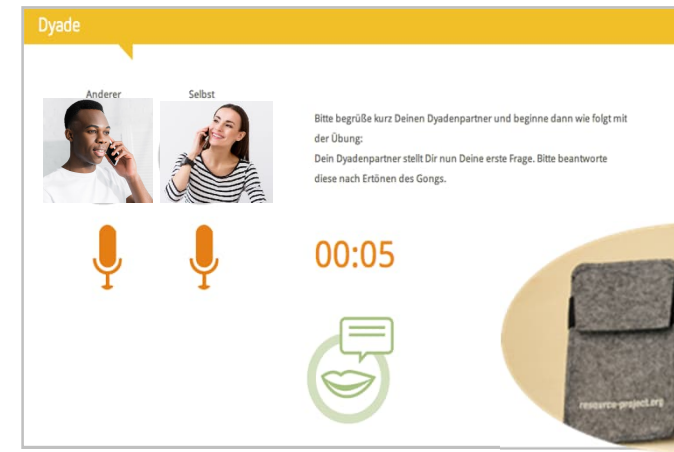 Dyade
Anderer
Selbst
Bitte begrüße kurz Deinen Dyadenpartner und beginne dann wie folgt mit
der Übung:
Dein Dyadenpartner stellt Dir nun Deine erste Frage. Bitte beantworte
diese nach Ertönen des Gongs.
00:05
resource-project.org